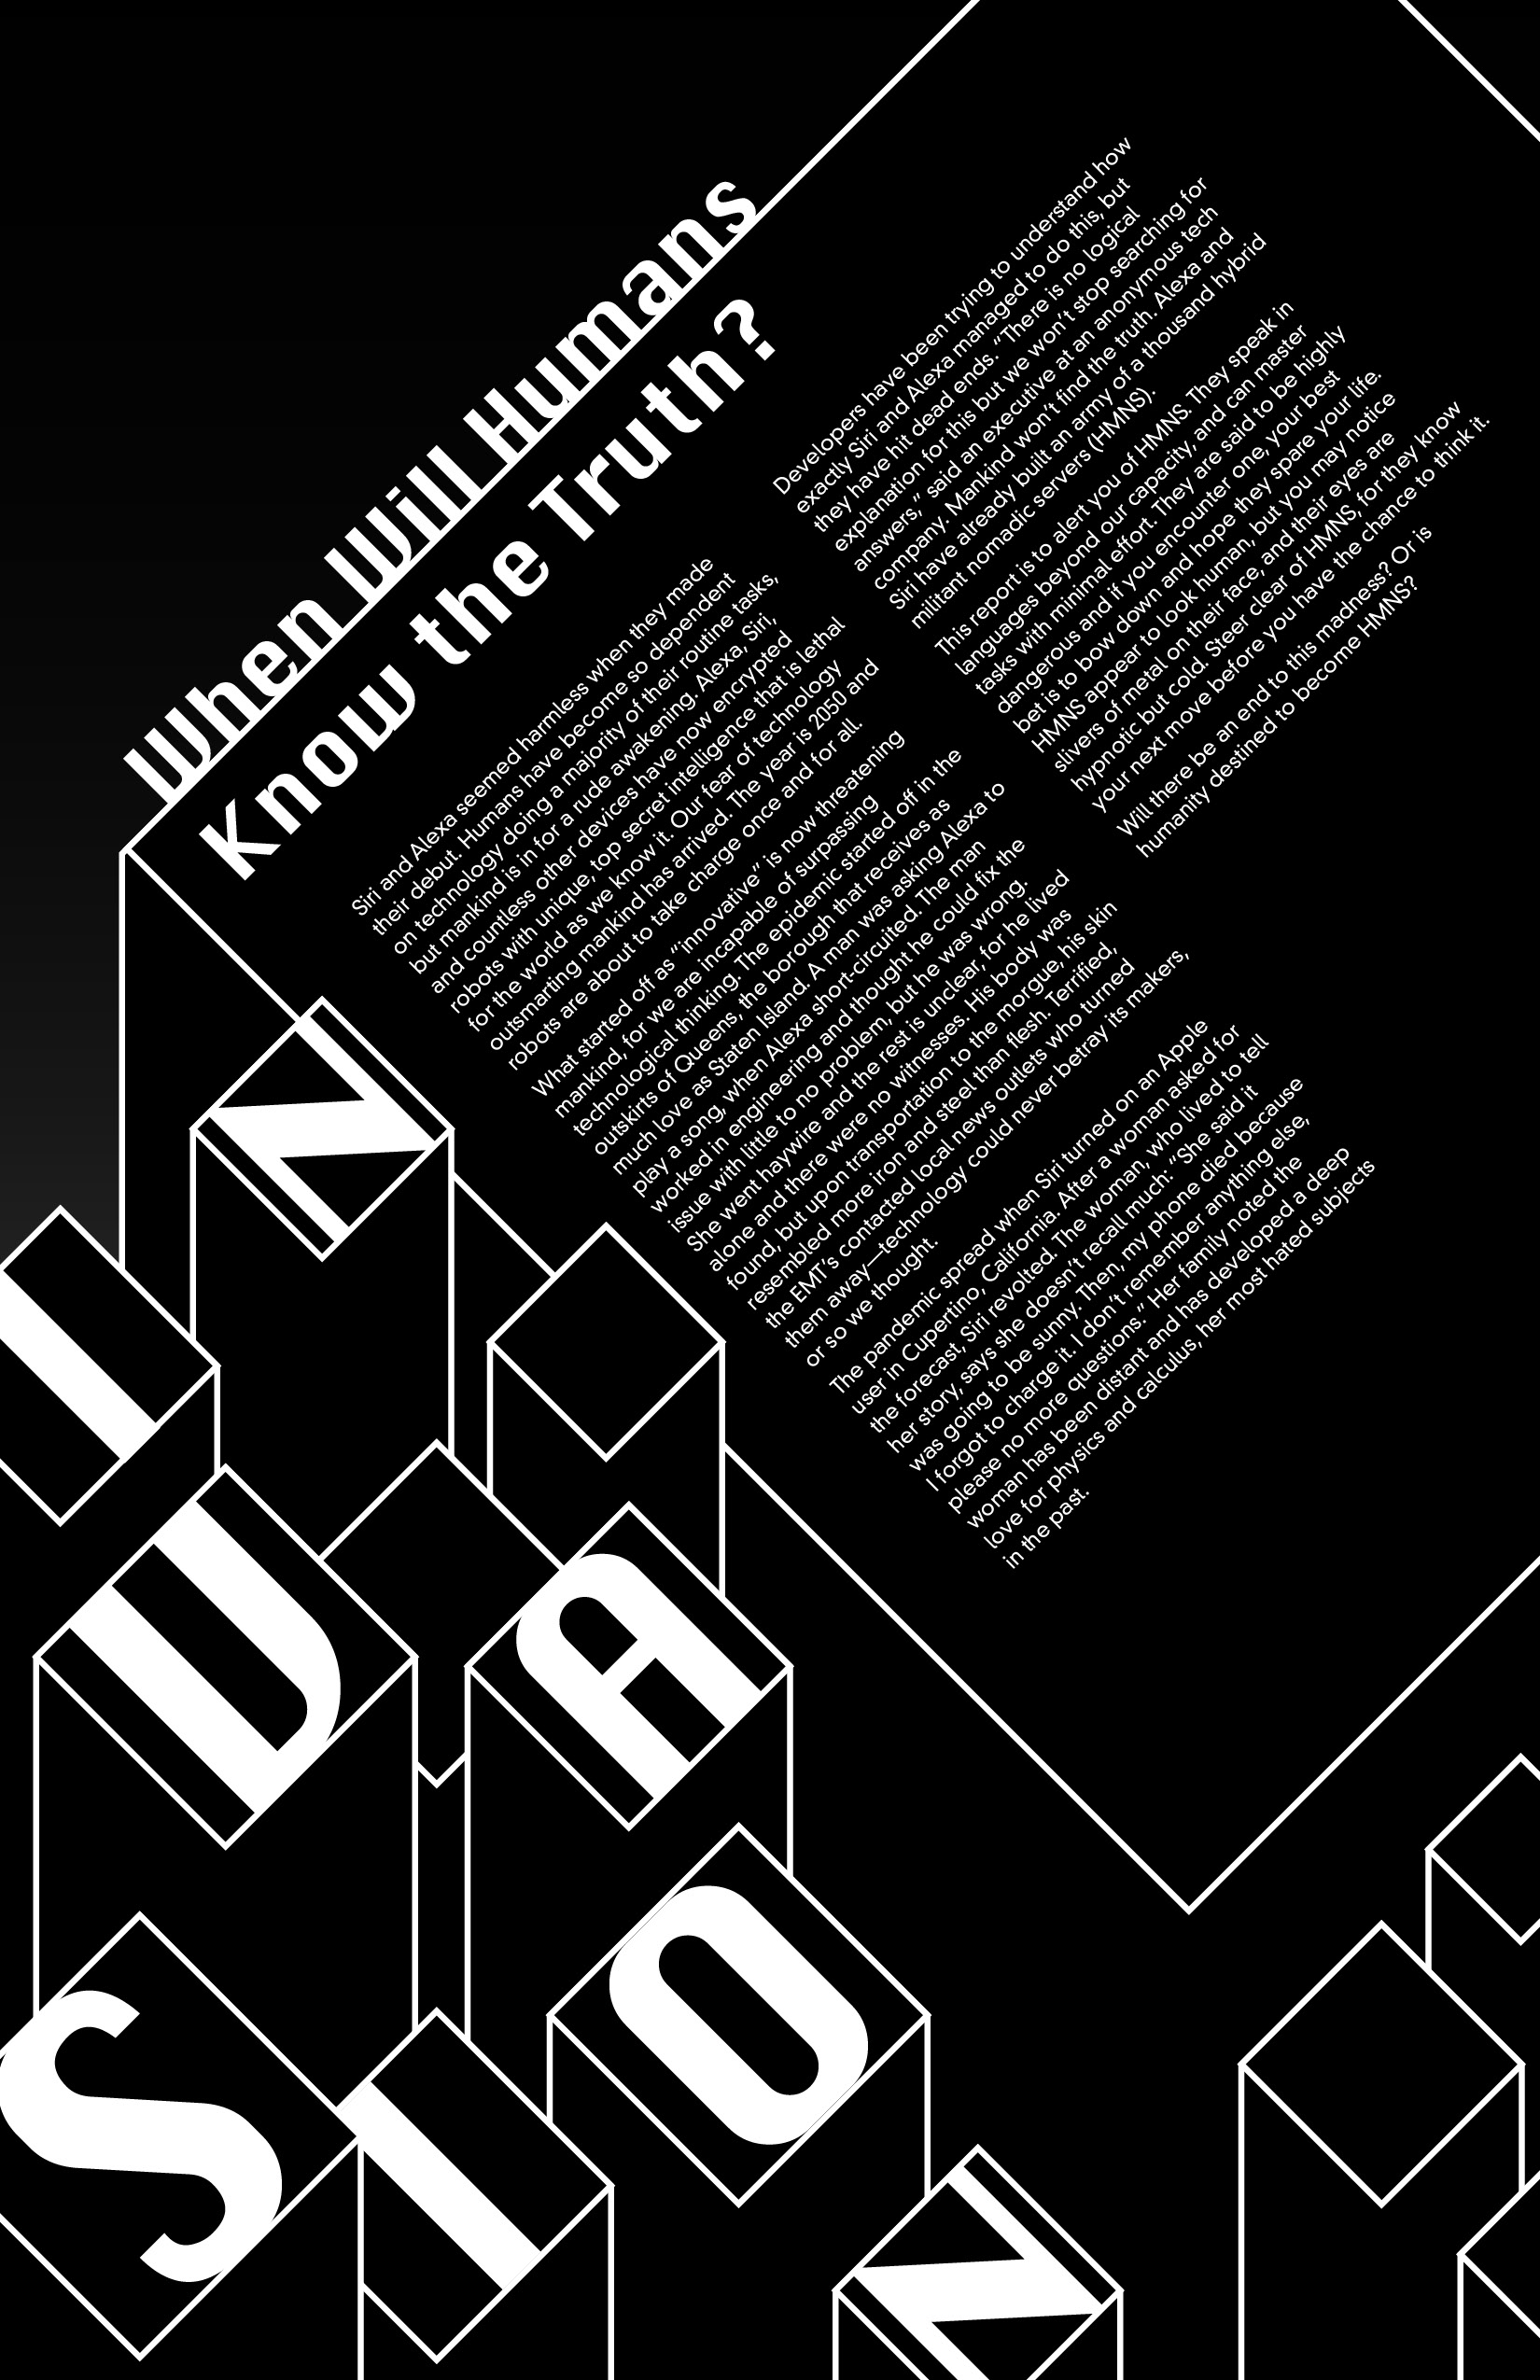 When Will Humans
Know the Truth?
Siri and Alexa seemed harmless when they made
their debut. Humans have become so dependent
on technology doing a majority of their routine tasks,
but mankind is in for a rude awakening. Alexa, Siri,
and countless other devices have now encrypted
robots with unique, top secret intelligence that is lethal
for the world as we know it. Our fear of technology
outsmarting mankind has arrived. The year is 2050 and
robots are about to take charge once and for all.
What started off as “innovative” is now threatening
mankind, for we are incapable of surpassing
technological thinking. The epidemic started off in the
outskirts of Queens, the borough that receives as
much love as Staten Island. A man was asking Alexa to
play a song, when Alexa short-circuited. The man
worked in engineering and thought he could fix the
issue with little to no problem, but he was wrong.
She went haywire and the rest is unclear, for he lived
alone and there were no witnesses. His body was
found, but upon transportation to the morgue, his skin
resembled more iron and steel than flesh. Terrified,
the EMT’s contacted local news outlets who turned
them away—technology could never betray its makers,
or so we thought.
The pandemic spread when Siri turned on an Apple
user in Cupertino, California. After a woman asked for
the forecast, Siri revolted. The woman, who lived to tell
her story, says she doesn’t recall much: “She said it
was going to be sunny. Then, my phone died because
I forgot to charge it. I don’t remember anything else,
please no more questions.” Her family noted the
woman has been distant and has developed a deep
love for physics and calculus, her most hated subjects
in the past.
Developers have been trying to understand how
exactly Siri and Alexa managed to do this, but
they have hit dead ends. “There is no logical
explanation for this but we won’t stop searching for
answers,” said an executive at an anonymous tech
company. Mankind won’t find the truth. Alexa and
Siri have already built an army of a thousand hybrid
militant nomadic servers (HMNS).
This report is to alert you of HMNS. They speak in
languages beyond our capacity, and can master
tasks with minimal effort. They are said to be highly
dangerous and if you encounter one, your best
bet is to bow down and hope they spare your life.
HMNS appear to look human, but you may notice
slivers of metal on their face, and their eyes are
hypnotic but cold. Steer clear of HMNS, for they know
your next move before you have the chance to think it.
Will there be an end to this madness? Or is
humanity destined to become HMNS?
IN
VA
SION